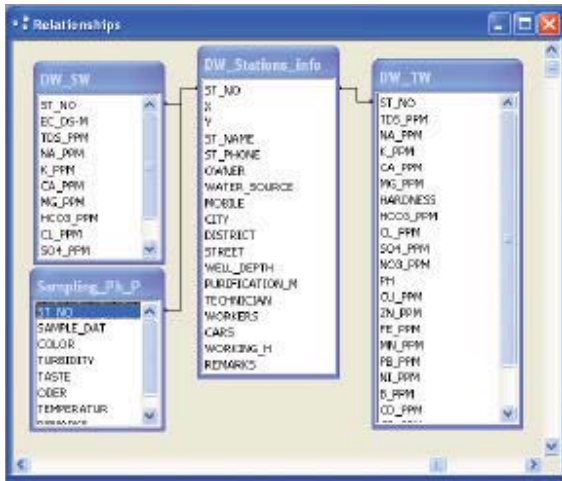 Relationships
DW_SW
ST_NO
EC_DS-M
TDS_PPM
NA_PPM
K_PPM
CA_PPM
MG_PPM
HCO3_PPM
CL_PPM
SO4_PPM
Sampling_Ph_P
ST_NO
SAMPLE_DAT
COLOR
TURBIDITY
TASTE
ODER
TEMPERATUR
DW_Stations_info
ST_NO
X
Y
ST_NAME
ST_PHONE
OWNER
WATER_SOURCE
MOBILE
CITY
DISTRICT
STREET
WELL_DEPTH
PURIFICATION_M
TECHNICIAN
WORKERS
CARS
WORKING_H
REMARKS
DW_TW
ST_NO
TDS_PPM
NA_PPM
K_PPM
CA_PPM
MG_PPM
HARDNESS
HCO3_PPM
CL_PPM
SO4_PPM
NO3_PPM
PH
CU_PPM
ZN_PPM
FE_PPM
MN_PPM
PB_PPM
NI_PPM
B_PPM
CO_PPM